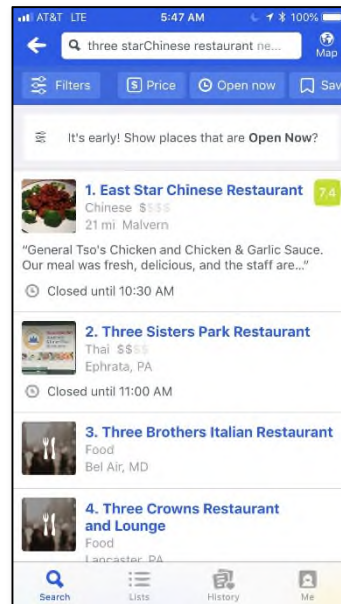 AT&T LTE 5:47 AM 100%
three starChinese restaurant ne...
Map
Filters $ Price Open now Sav
It's early! Show places that are Open Now?
1. East Star Chinese Restaurant 7.4
Chinese $$$$
21 mi Malvern
"General Tso's Chicken and Chicken & Garlic Sauce.
Our meal was fresh, delicious, and the staff are..."
Closed until 10:30 AM
2. Three Sisters Park Restaurant
Thai $$$$
Ephrata, PA
Closed until 11:00 AM
3. Three Brothers Italian Restaurant
Food
Bel Air, MD
4. Three Crowns Restaurant
and Lounge
Food
Lancaster, PA
Search Lists History Me